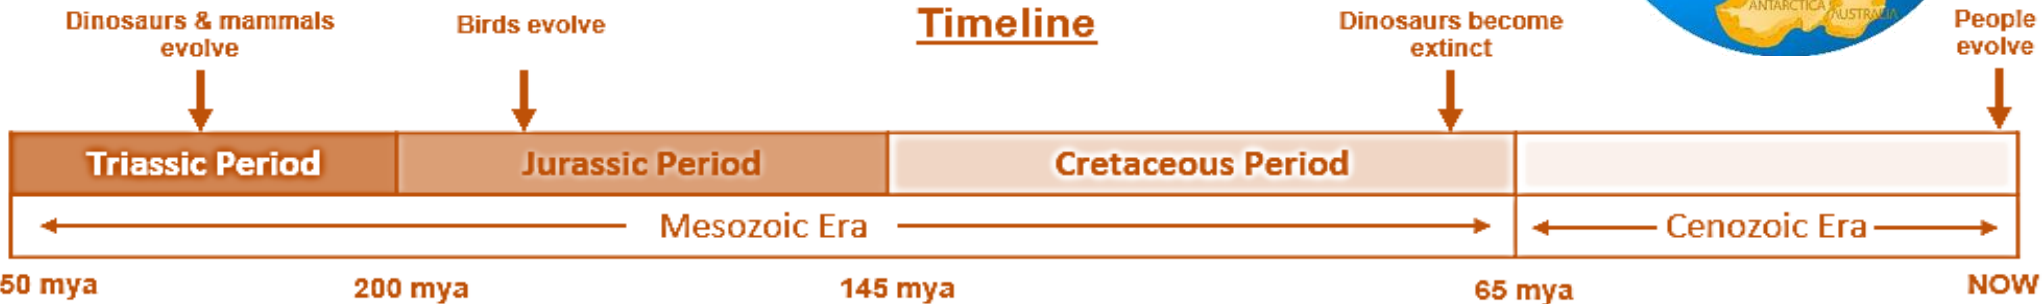 Timeline
Dinosaurs & mammals
evolve
Birds evolve
Dinosaurs become
extinct
ANTARCTICA
AUSTRALIA
People
evolve
Triassic Period
Jurassic Period
Cretaceous Period
Mesozoic Era
Cenozoic Era
50 mya
200 mya
145 mya
65 mya
NOW